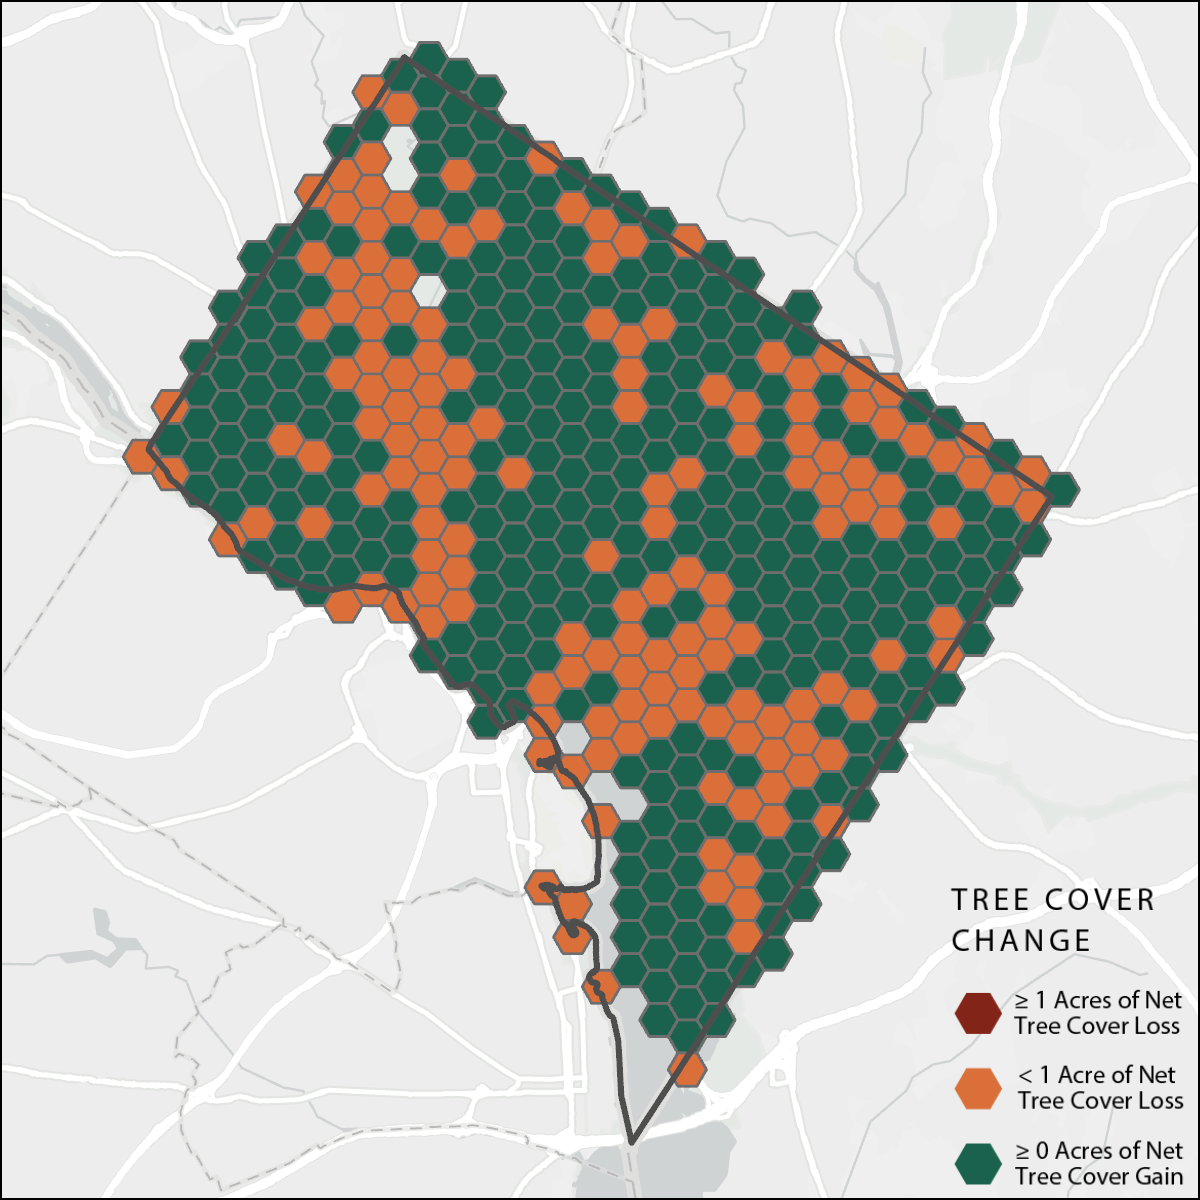 TREE COVER
CHANGE
≥ 1 Acres of Net
Tree Cover Loss
< 1 Acre of Net
Tree Cover Loss
≥ 0 Acres of Net
Tree Cover Gain